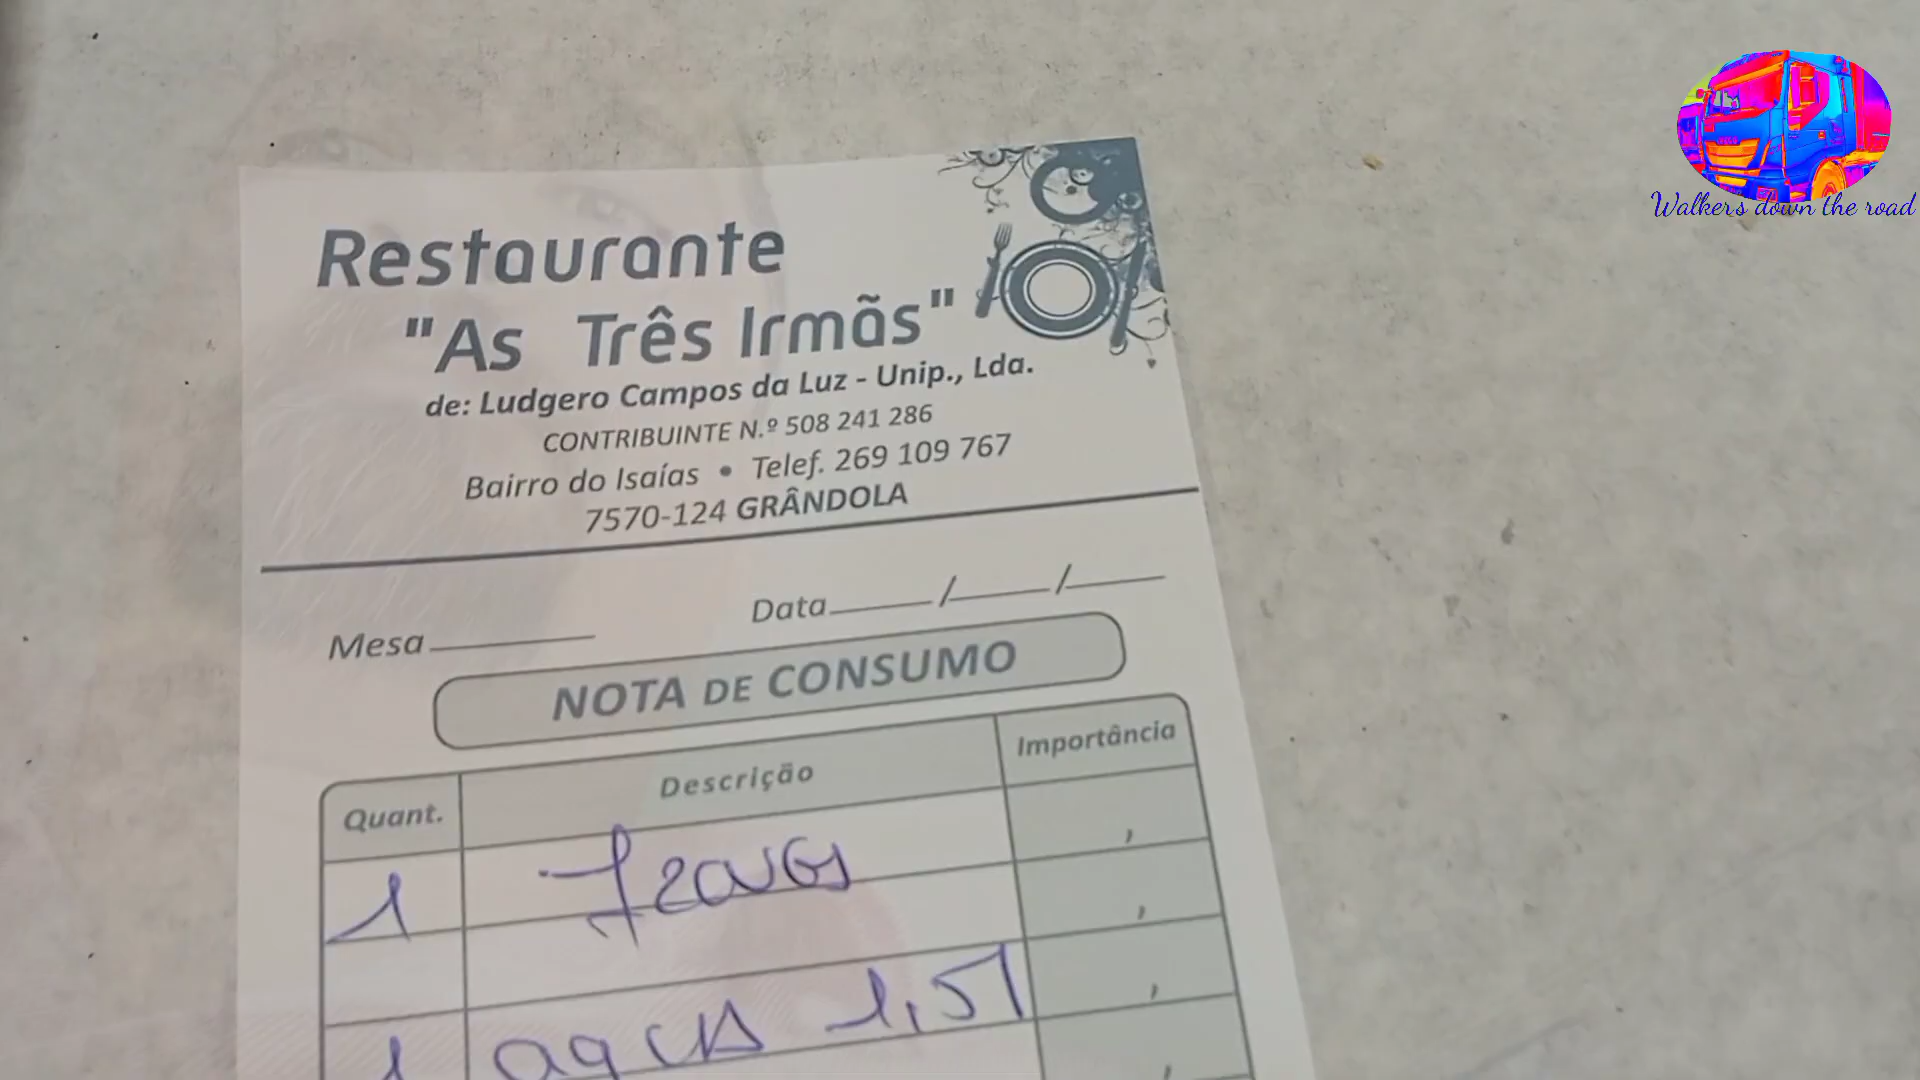 Walkers down the road
Restaurante
"As Três Irmãs"
de: Ludgero Campos da Luz - Unip., Lda.
CONTRIBUINTE N.º 508 241 286
Bairro do Isaías • Telef. 269 109 767
7570-124 GRÂNDOLA
Mesa Data / /
NOTA DE CONSUMO
Quant. Descrição Importância
1
1 agua 1,5l